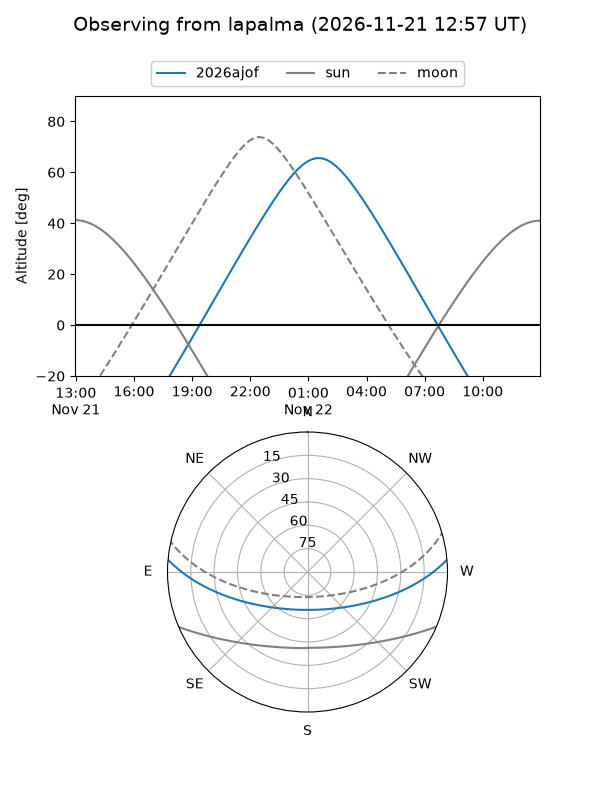 Observing from lapalma (2026-11-21 12:57 UT)
2026ajof sun moon
Altitude [deg]
80
60
40
20
0
−20
13:00 16:00 19:00 22:00 01:00 04:00 07:00 10:00
Nov 21 Nov 22
N
NE NW
15
30
45
60
75
E W
SE SW
S